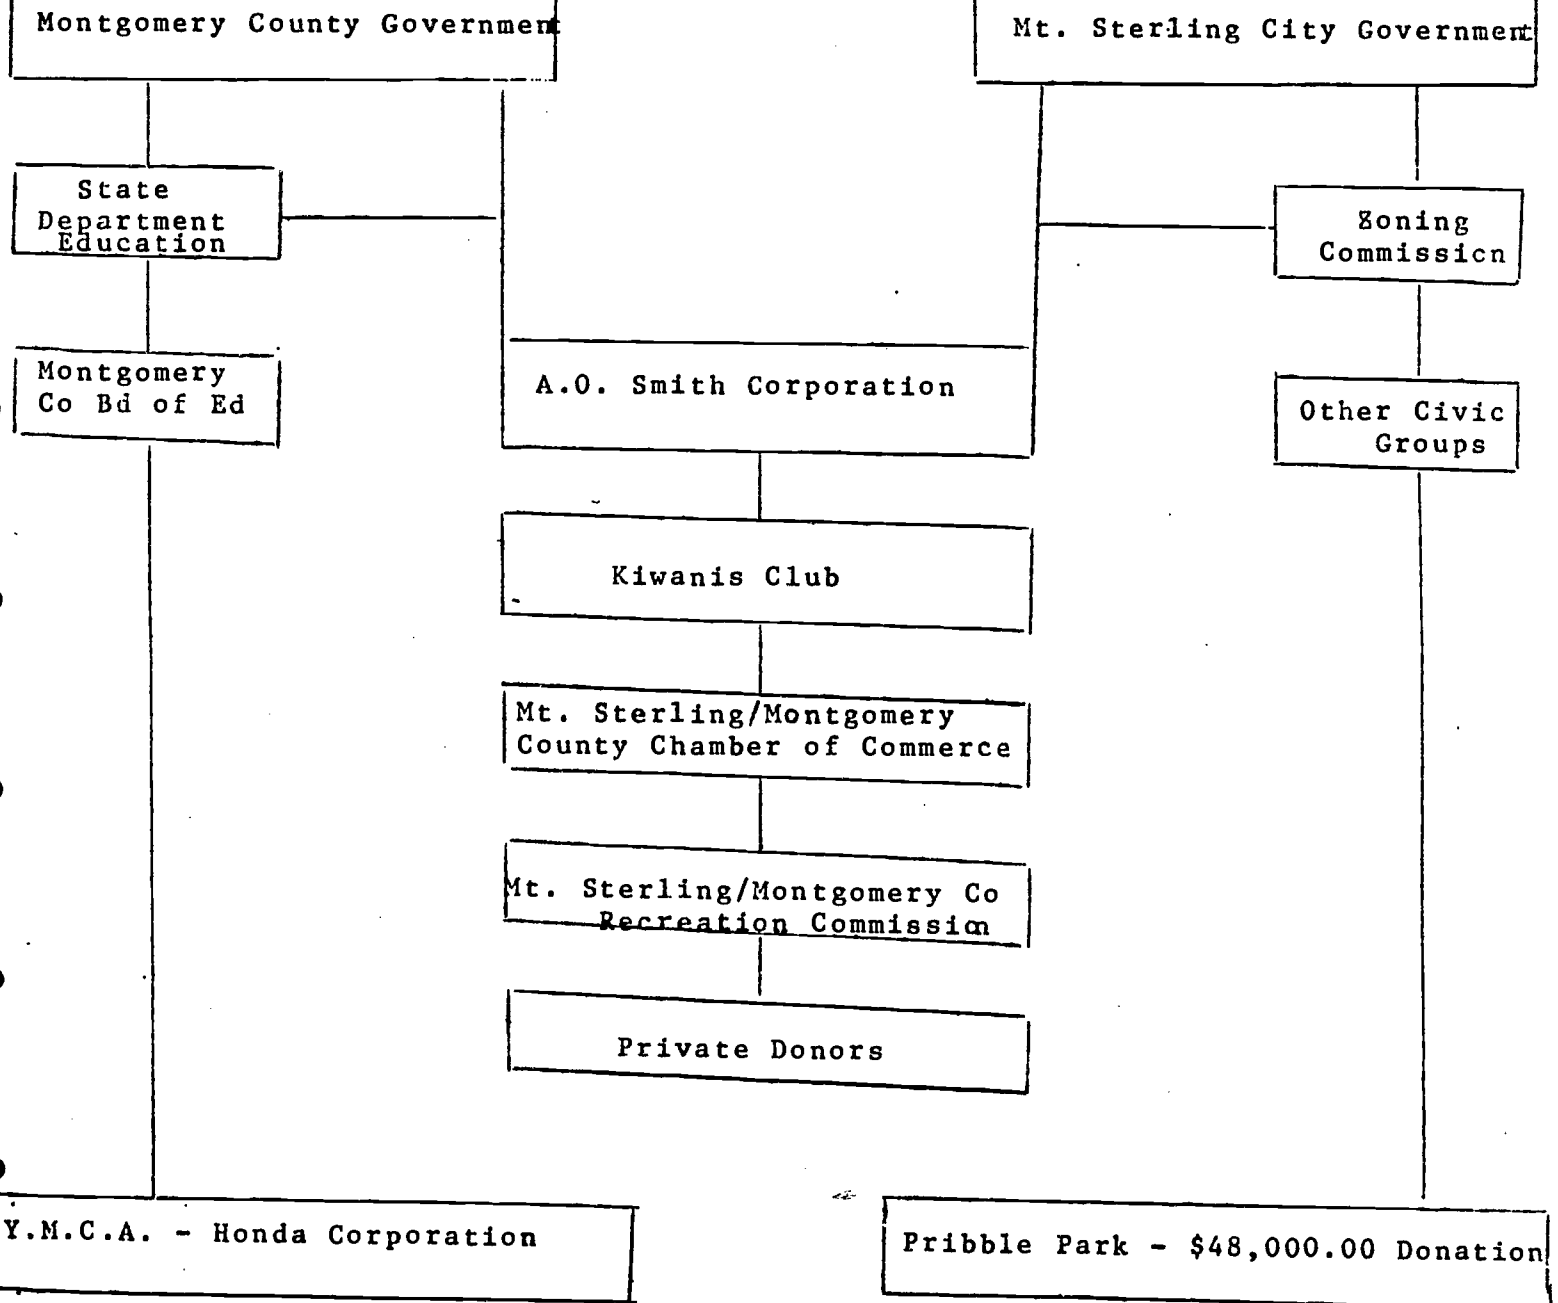 Montgomery County Government
Mt. Sterling City Government
State
Department
Education
Zoning
Commission
Montgomery
Co Bd of Ed
A.O. Smith Corporation
Other Civic
Groups
Kiwanis Club
Mt. Sterling/Montgomery
County Chamber of Commerce
Mt. Sterling/Montgomery Co
Recreation Commission
Private Donors
Y.M.C.A. - Honda Corporation
Pribble Park - $48,000.00 Donation